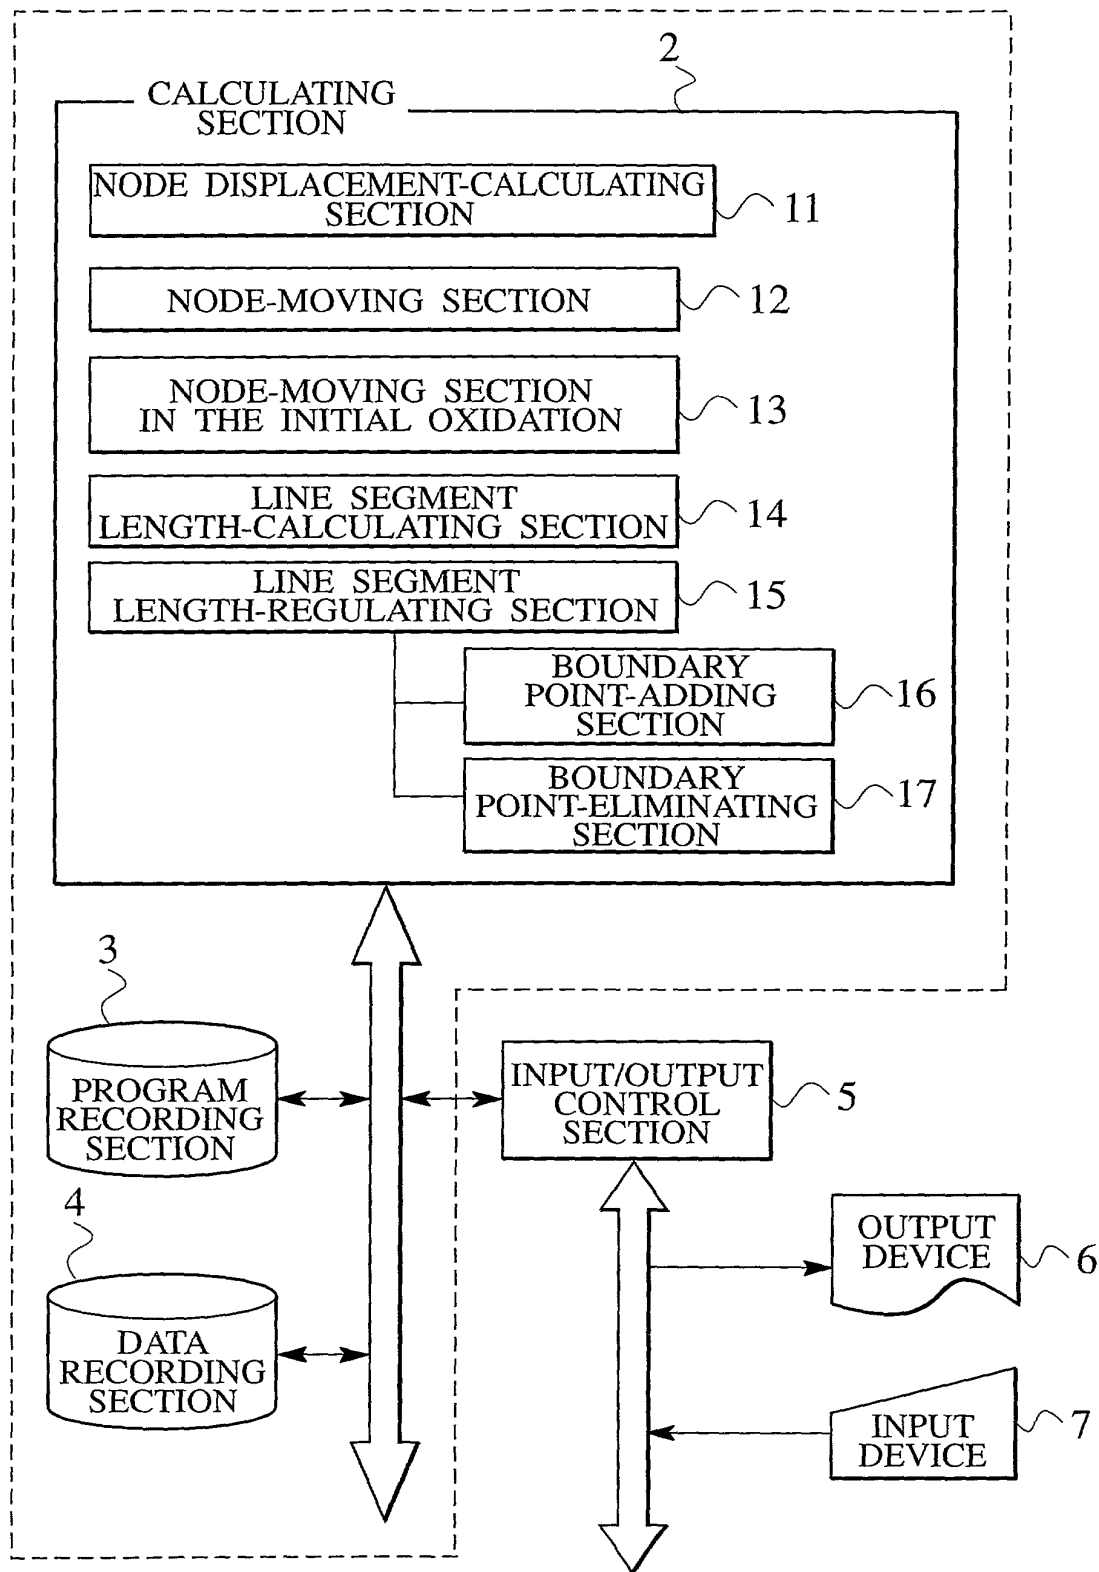 2
CALCULATING
SECTION
NODE DISPLACEMENT-CALCULATING
SECTION
11
NODE-MOVING SECTION
12
NODE-MOVING SECTION
IN THE INITIAL OXIDATION
13
LINE SEGMENT
LENGTH-CALCULATING SECTION
14
LINE SEGMENT
LENGTH-REGULATING SECTION
15
BOUNDARY
POINT-ADDING
SECTION
16
BOUNDARY
POINT-ELIMINATING
SECTION
17
3
PROGRAM
RECORDING
SECTION
INPUT/OUTPUT
CONTROL
SECTION
5
4
DATA
RECORDING
SECTION
OUTPUT
DEVICE
6
INPUT
DEVICE
7